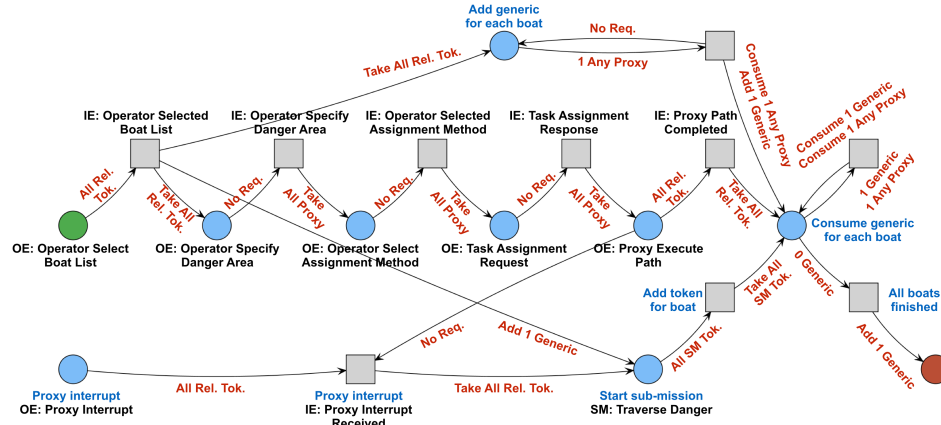 Add generic
for each boat
No Req.
1 Any Proxy
Take All Rel. Tok.
Consume 1 Any Proxy
Add 1 Generic
IE: Operator Selected
Boat List
IE: Operator Specify
Danger Area
IE: Operator Selected
Assignment Method
IE: Task Assignment
Response
IE: Proxy Path
Completed
Consume 1 Generic
Consume 1 Any Proxy
1 Generic
1 Any Proxy
All Rel.
Tok.
Take All
Rel. Tok.
No Req.
Take
All Proxy
No Req.
Take
All Proxy
No Req.
Take
All Proxy
All Rel.
Tok.
Take All
Rel. Tok.
OE: Operator Select
Boat List
OE: Operator Specify
Danger Area
OE: Operator Select
Assignment Method
OE: Task Assignment
Request
OE: Proxy Execute
Path
Consume generic
for each boat
Add token
for boat
Take All
SM Tok.
0 Generic
All boats
finished
No Req.
Add 1 Generic
All SM Tok.
Add 1 Generic
All Rel. Tok.
Take All Rel. Tok.
Proxy interrupt
OE: Proxy Interrupt
Proxy interrupt
IE: Proxy Interrupt
Received
Start sub-mission
SM: Traverse Danger